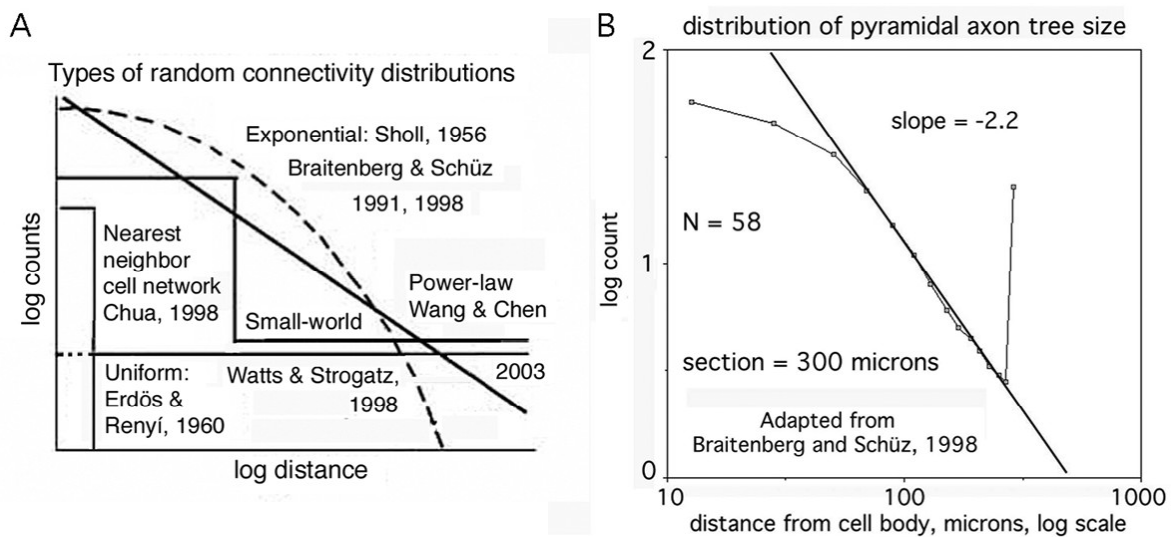 A
Types of random connectivity distributions
Exponential: Sholl, 1956
Braitenberg & Schüz
1991, 1998
Nearest
neighbor
cell network
Chua, 1998
Power-law
Wang & Chen
Small-world
2003
Uniform:
Erdös &
Renyí, 1960
Watts & Strogatz,
1998
log counts
log distance
B
distribution of pyramidal axon tree size
2
slope = -2.2
N = 58
1
log count
section = 300 microns
Adapted from
Braitenberg and Schüz, 1998
0
10 100 1000
distance from cell body, microns, log scale